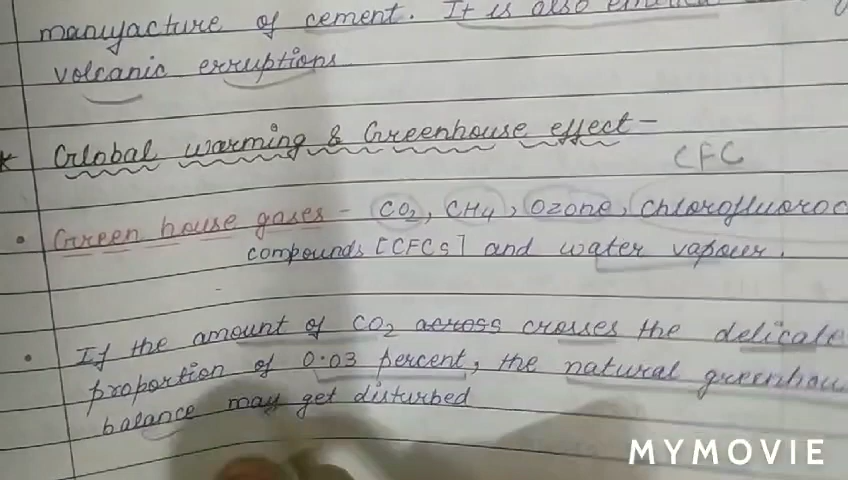 manufacture of cement. It is also
volcanic erruptions
* Global warming & Greenhouse effect -
CFC
• Green house gases - CO2, CH4, Ozone, Chlorofluoroc
compounds [CFCs] and water vapour.
• If the amount of CO2 across crosses the delicate
proportion of 0.03 percent, the natural greenhou
balance may get disturbed
MYMOVIE